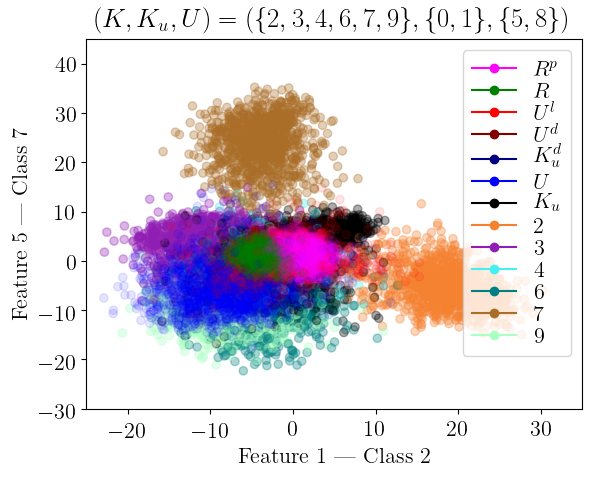 (K, K_u, U) = ({2, 3, 4, 6, 7, 9}, {0, 1}, {5, 8})
40
30
20
10
0
−10
−20
−30
−20
−10
0
10
20
30
Feature 5 — Class 7
Feature 1 — Class 2
R^p
R
U^l
U^d
K_u^d
U
K_u
2
3
4
6
7
9